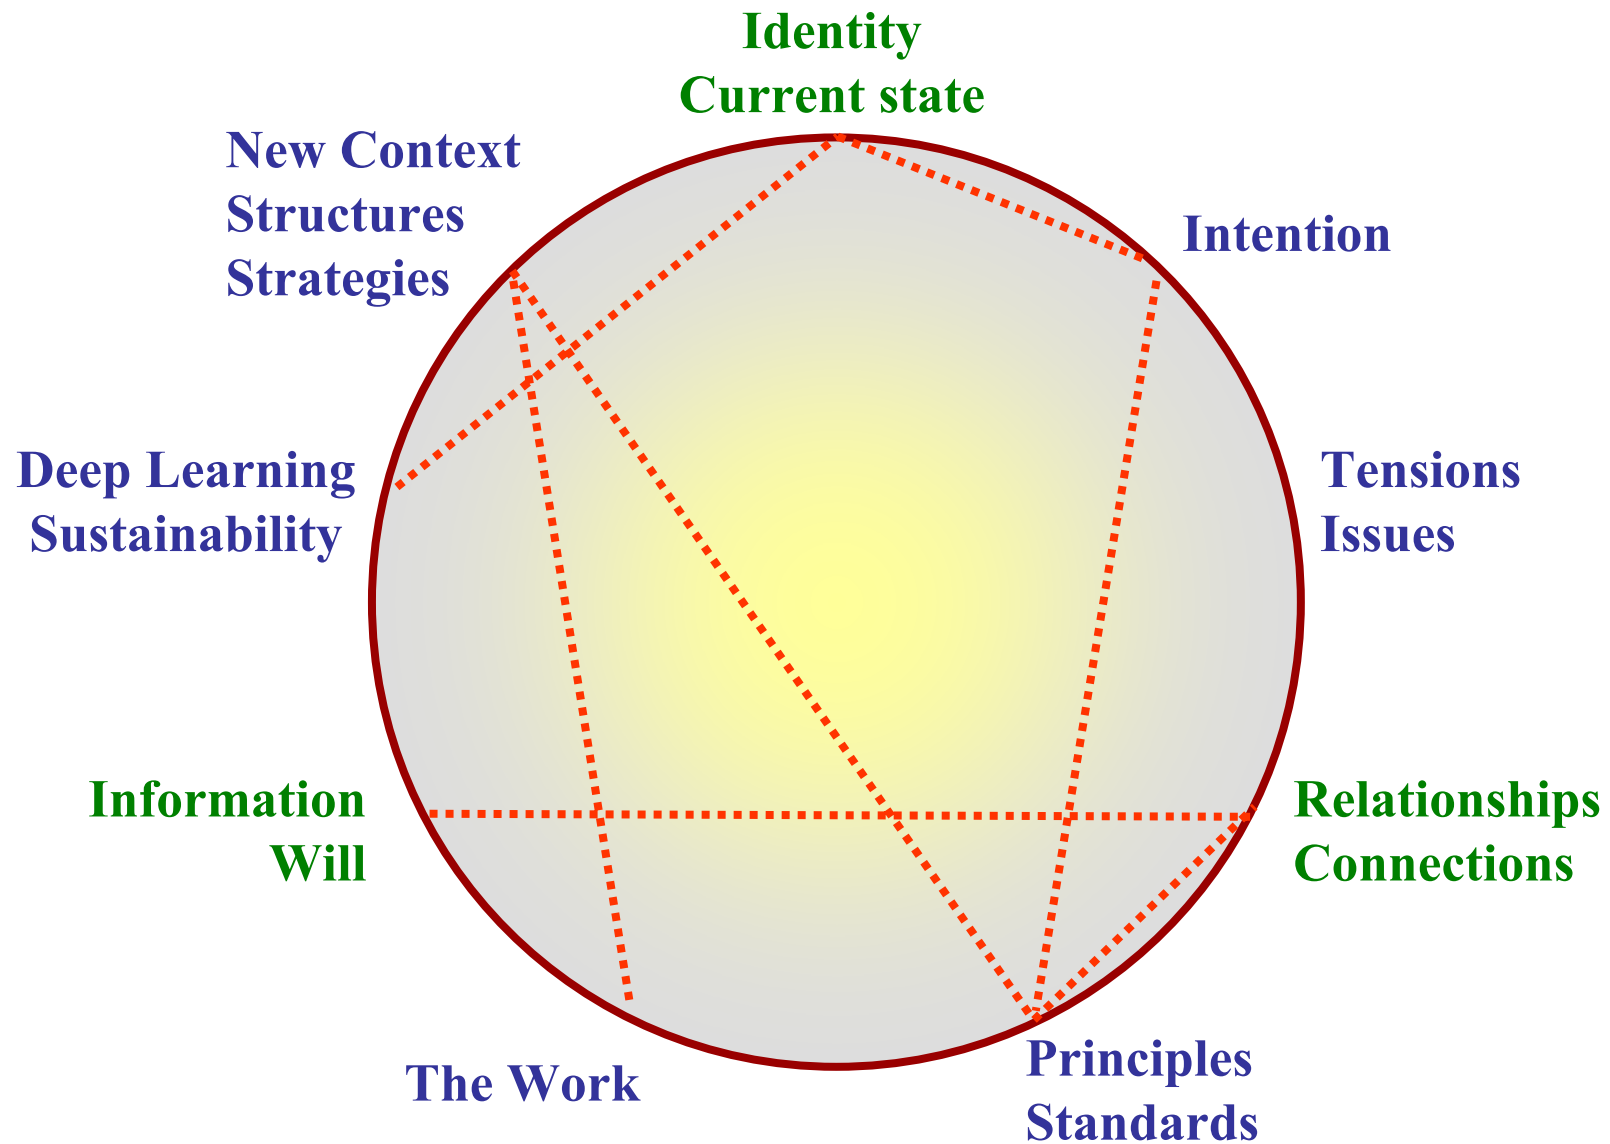 Identity
Current state
New Context
Structures
Strategies
Intention
Deep Learning
Sustainability
Tensions
Issues
Information
Will
Relationships
Connections
The Work
Principles
Standards